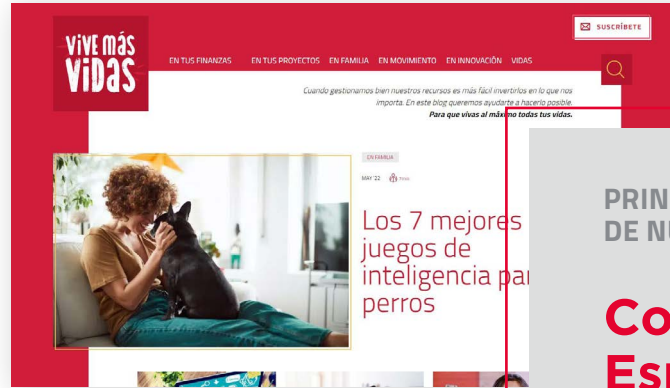 SUSCRÍBETE
ViVE MáS
ViDaS
EN TUS FINANZAS EN TUS PROYECTOS EN FAMILIA EN MOVIMIENTO EN INNOVACIÓN VIDAS
Cuando gestionamos bien nuestros recursos es más fácil invertirlos en lo que nos
importa. En este blog queremos ayudarte a hacerlo posible.
Para que vivas al máximo todas tus vidas.
EN FAMILIA
MAY '22
Los 7 mejores
juegos de
inteligencia pa
perros
PRIN
DE NU
Co
Esp